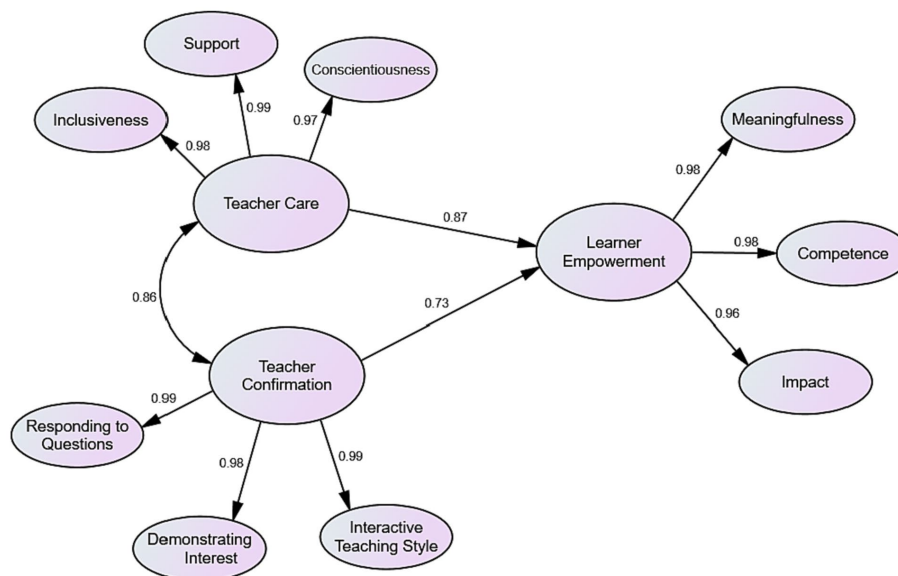 Support
Conscientiousness
0.99
0.97
Inclusiveness
0.98
Teacher Care
Meaningfulness
0.98
0.87
Learner
Empowerment
0.98
Competence
0.86
0.73
0.96
Teacher
Confirmation
Impact
0.99
Responding to
Questions
0.98
0.99
Demonstrating
Interest
Interactive
Teaching Style